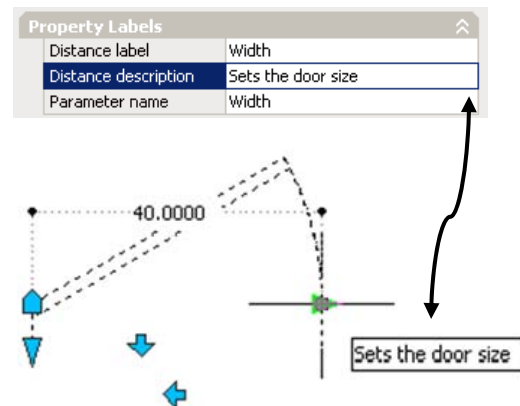 Property Labels
Distance label Width
Distance description Sets the door size
Parameter name Width
40.0000
Sets the door size